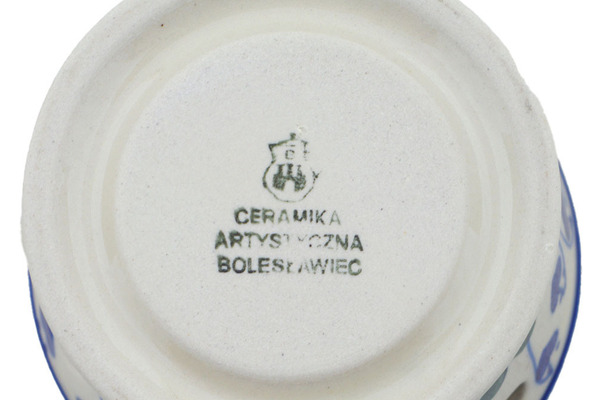 B
CERAMIKA
ARTYSTYCZNA
BOLESŁAWIEC